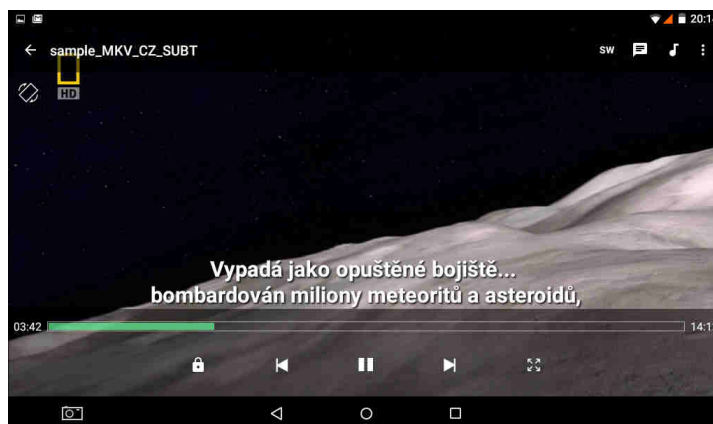 sample_MKV_CZ_SUBT
SW
HD
Vypadá jako opuštěné bojiště...
bombardován miliony meteoritů a asteroidů,
03:42